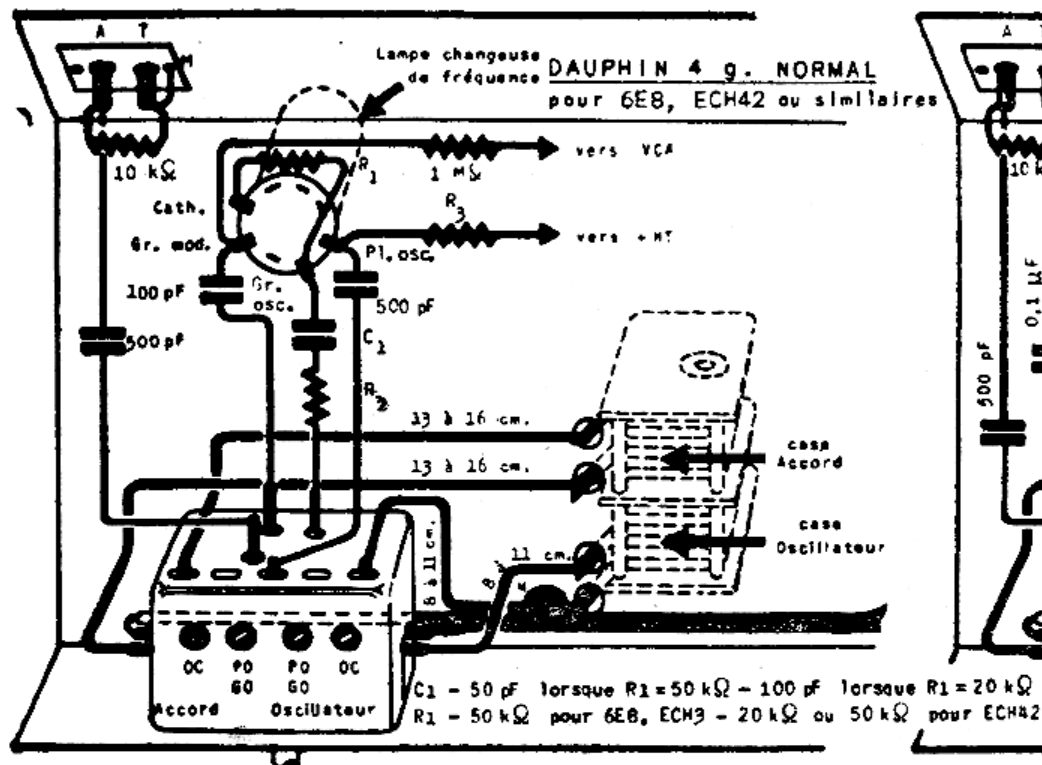 A T
M
Lampe changeuse
de fréquence
DAUPHIN 4 g. NORMAL
pour 6E8, ECH42 ou similaires
10 kΩ
R1
1 MΩ
vers VCA
Cath.
R3
Gr. mod.
Pl. osc.
vers +HT
100 pF
Gr.
osc.
500 pF
500 pF
C1
R2
13 à 16 cm.
13 à 16 cm.
case
Accord
case
Oscillateur
8 à 11 cm.
8 à 11 cm.
OC PO PO OC
GO GO
Accord Oscillateur
C1 - 50 pF lorsque R1 = 50 kΩ - 100 pF lorsque R1 = 20 kΩ
R1 - 50 kΩ pour 6E8, ECH3 - 20 kΩ ou 50 kΩ pour ECH42
A
10 k
0,1 µF
500 pF